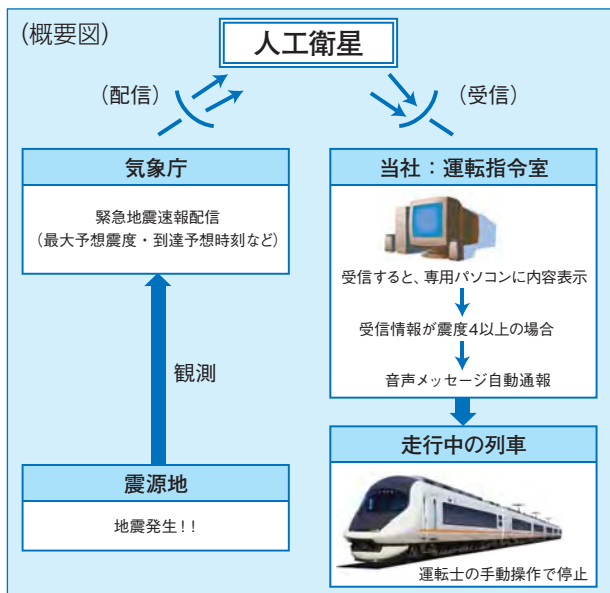 (概要図)
人工衛星
(配信)
(受信)
気象庁
緊急地震速報配信
(最大予想震度・到達予想時刻など)
観測
震源地
地震発生!!
当社:運転指令室
受信すると、専用パソコンに内容表示
受信情報が震度4以上の場合
音声メッセージ自動通報
走行中の列車
運転士の手動操作で停止